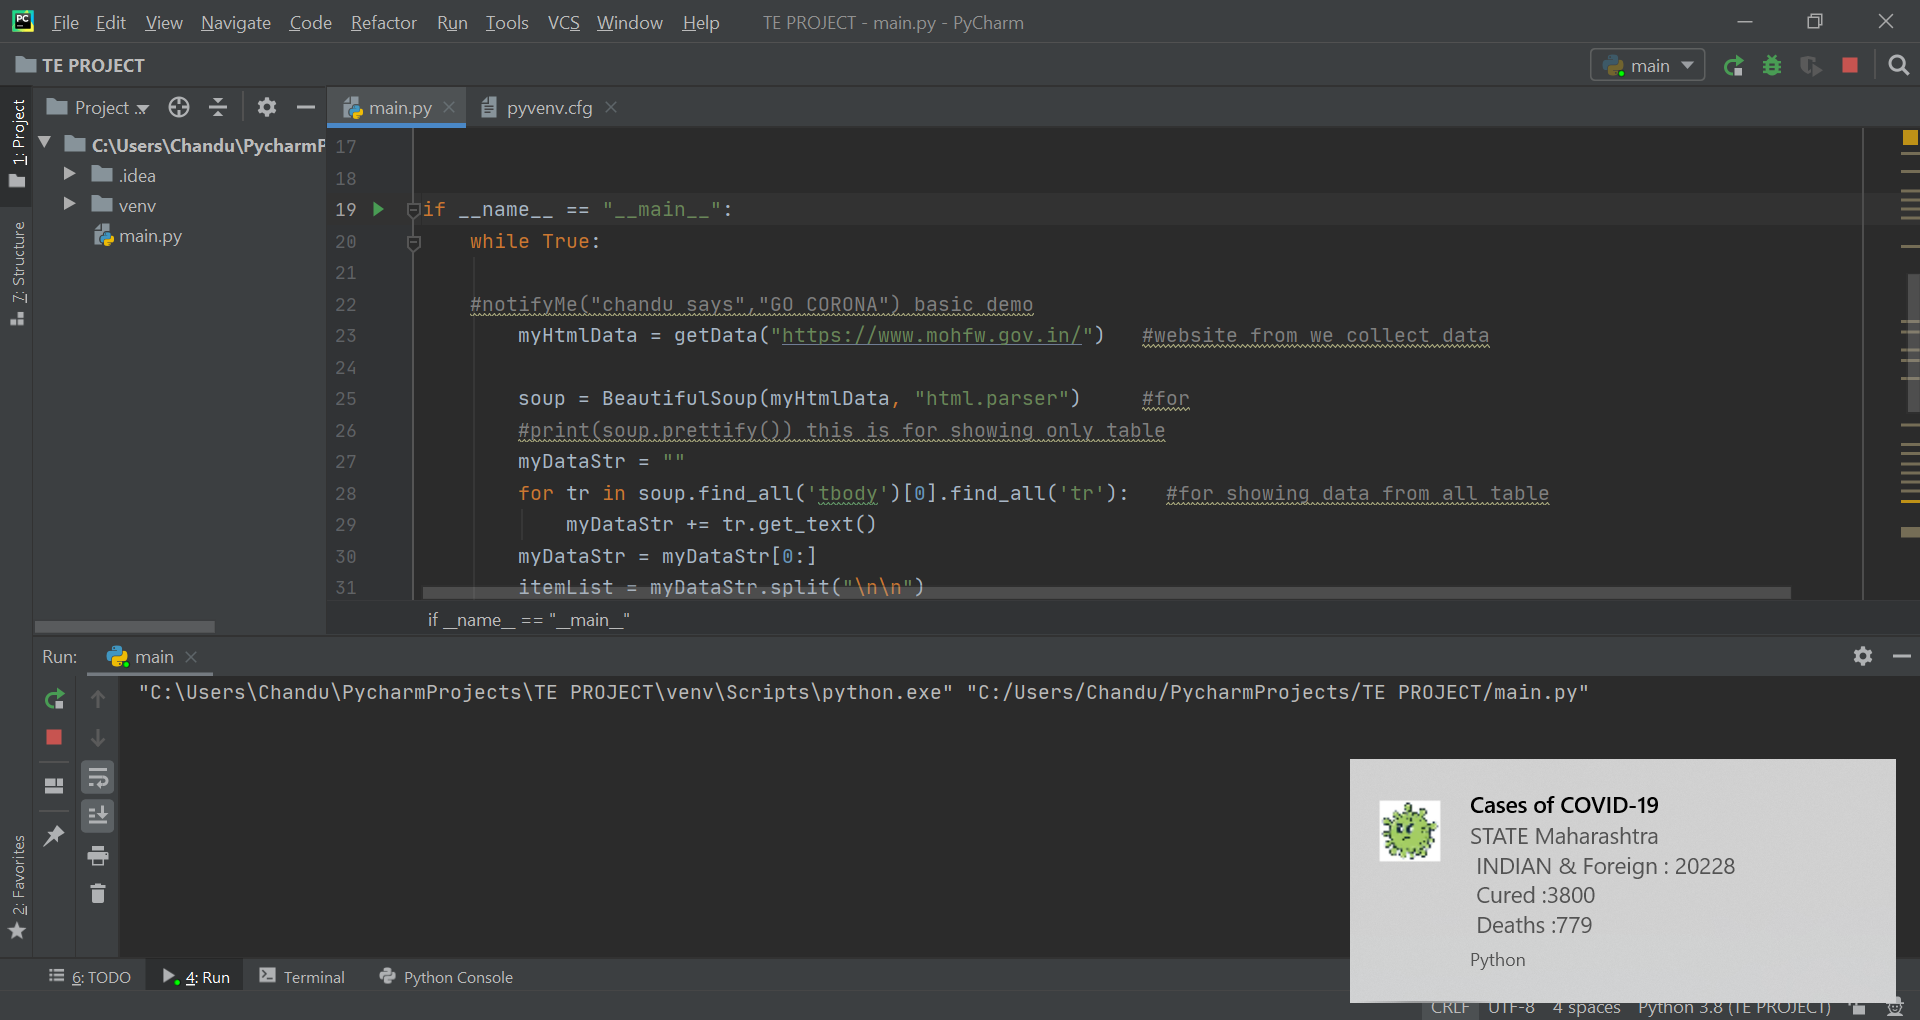 PC File Edit View Navigate Code Refactor Run Tools VCS Window Help TE PROJECT - main.py - PyCharm
TE PROJECT main
1: Project
7: Structure
2: Favorites
Project
C:\Users\Chandu\PycharmP
.idea
venv
main.py
main.py pyvenv.cfg
17
18
19 if __name__ == "__main__":
20 while True:
21
22 #notifyMe("chandu says","GO CORONA") basic demo
23 myHtmlData = getData("https://www.mohfw.gov.in/") #website from we collect data
24
25 soup = BeautifulSoup(myHtmlData, "html.parser") #for
26 #print(soup.prettify()) this is for showing only table
27 myDataStr = ""
28 for tr in soup.find_all('tbody')[0].find_all('tr'): #for showing data from all table
29 myDataStr += tr.get_text()
30 myDataStr = myDataStr[0:]
31 itemList = myDataStr.split("\n\n")
if __name__ == "__main__"
Run: main
"C:\Users\Chandu\PycharmProjects\TE PROJECT\venv\Scripts\python.exe" "C:/Users/Chandu/PycharmProjects/TE PROJECT/main.py"
Cases of COVID-19
STATE Maharashtra
INDIAN & Foreign : 20228
Cured :3800
Deaths :779
Python
6: TODO 4: Run Terminal Python Console
CRLF UTF-8 4 spaces Python 3.8 (TE PROJECT)